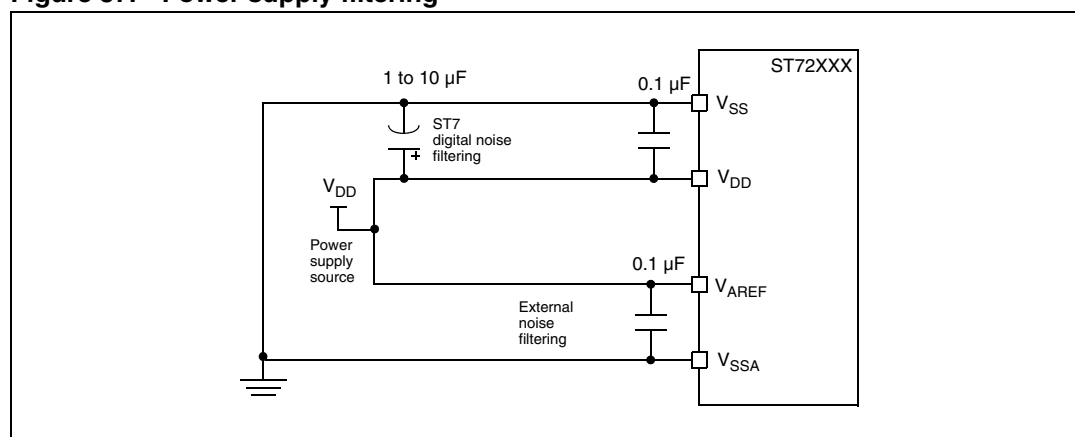 Figure Power supply filtering
ST72XXX
1 to 10 µF
0.1 µF
VSS
ST7
digital noise
filtering
+
VDD
VDD
Power
supply
source
0.1 µF
VAREF
External
noise
filtering
VSSA